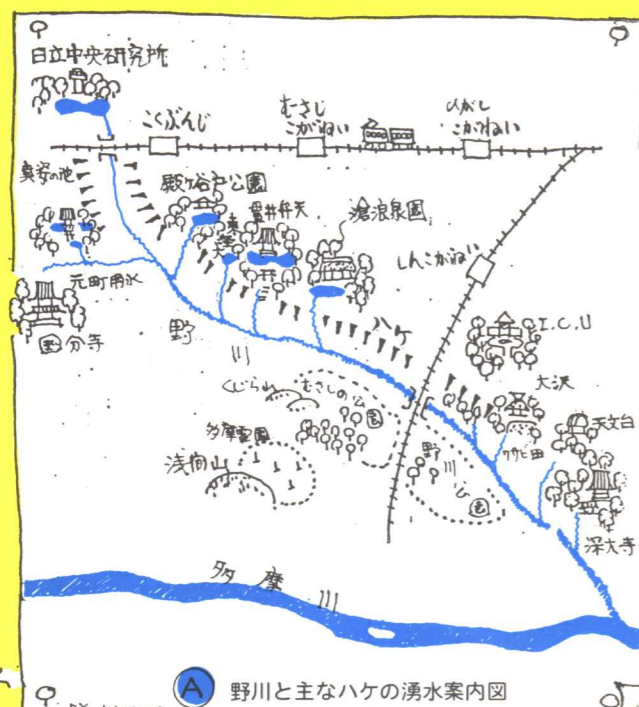 日立中央研究所
こくぶんじ
むさし
こがねい
ひがし
こがねい
真姿の池
殿ヶ谷戸公園
貫井弁天
滄浪泉園
しんこがねい
元町用水
国分寺
野川
ハケ
I.C.U
大沢
くじら山
むさしの公園
天文台
多摩霊園
野川公園
ワサビ田
浅間山
深大寺
多摩川
A 野川と主なハケの湧水案内図